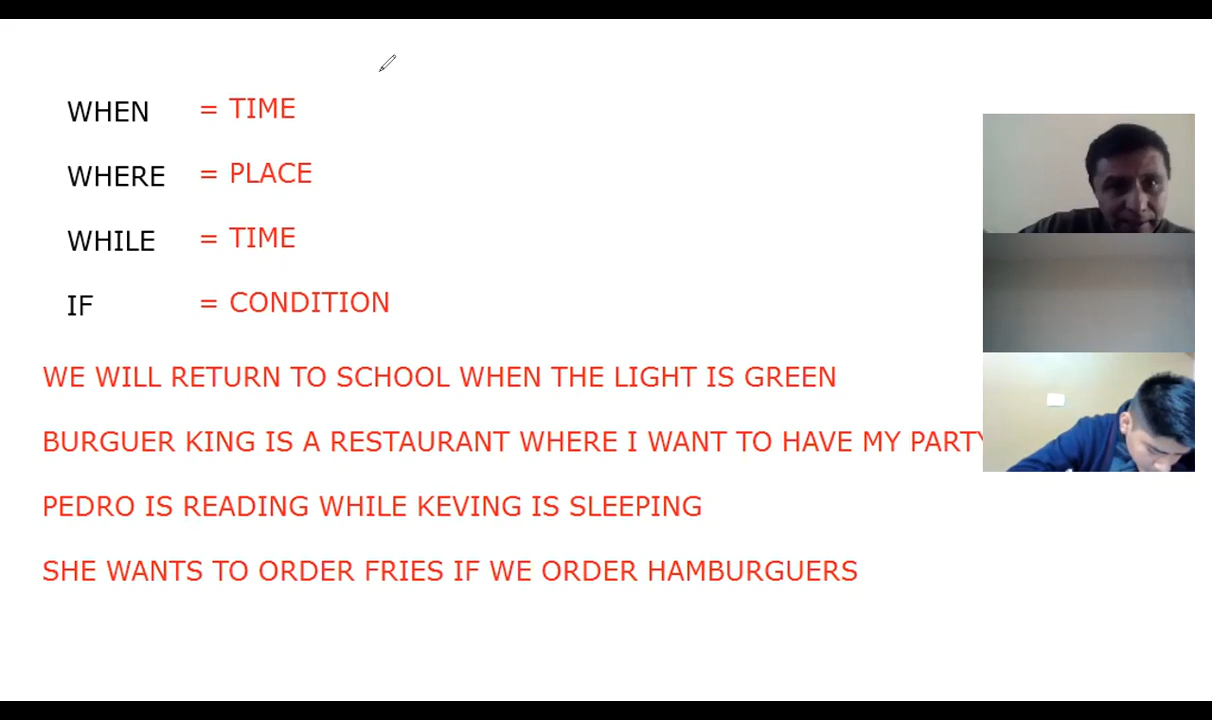 WHEN = TIME
WHERE = PLACE
WHILE = TIME
IF = CONDITION
WE WILL RETURN TO SCHOOL WHEN THE LIGHT IS GREEN
BURGUER KING IS A RESTAURANT WHERE I WANT TO HAVE MY PARTY
PEDRO IS READING WHILE KEVING IS SLEEPING
SHE WANTS TO ORDER FRIES IF WE ORDER HAMBURGUERS